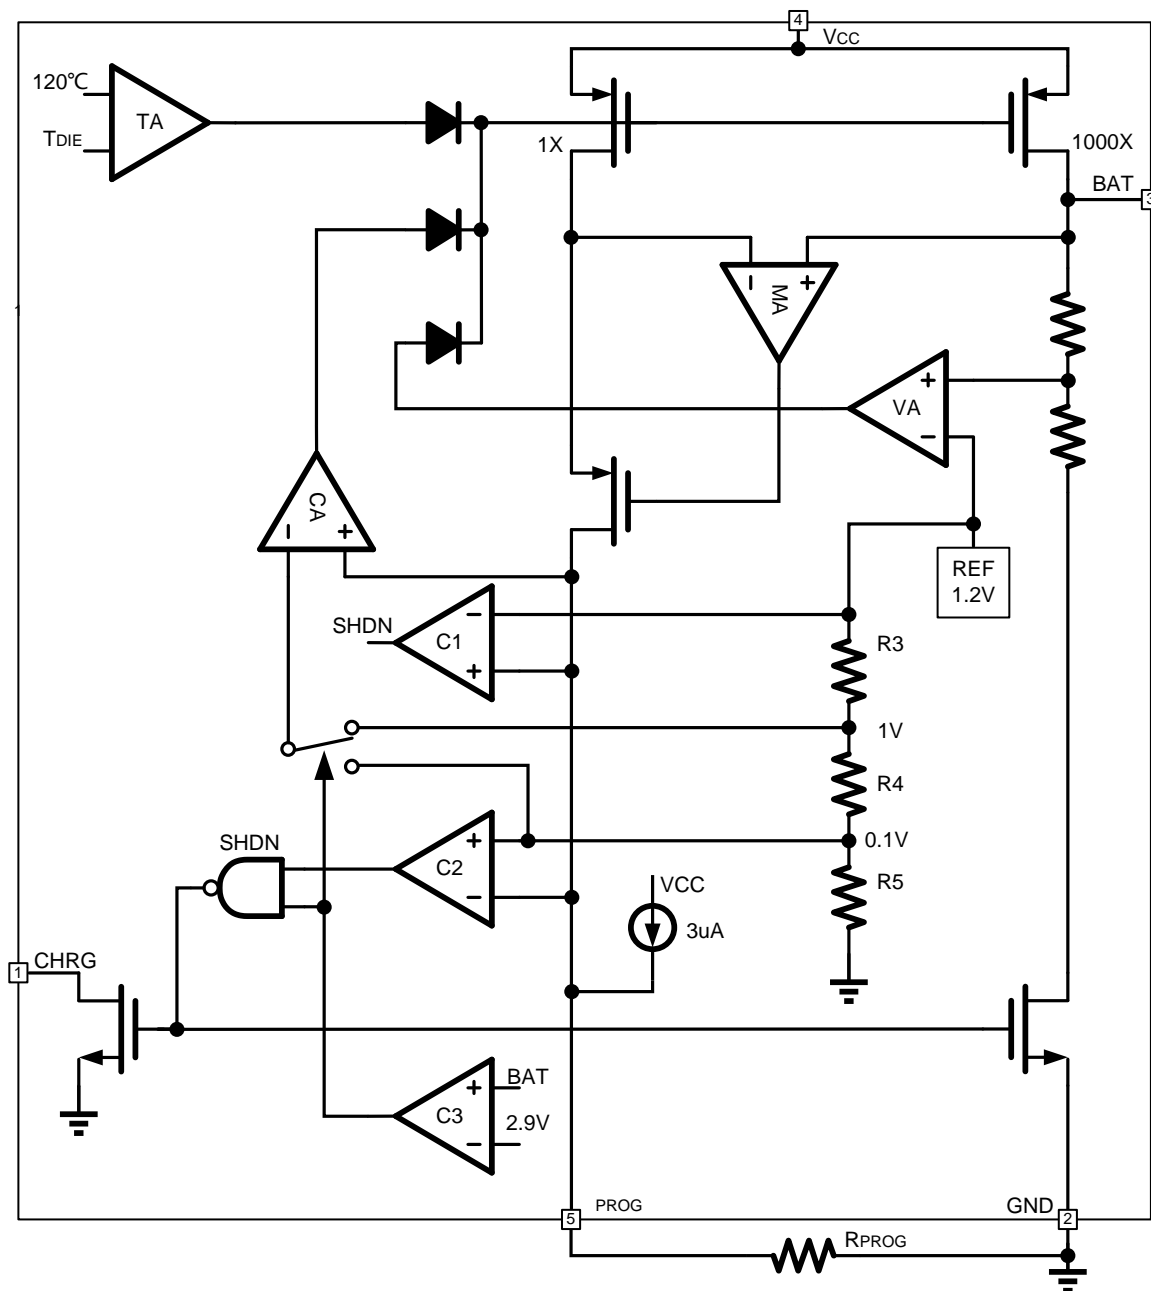 4
VCC
120℃
TA
TDIE
1X
1000X
BAT
3
1
− +
MA
+
VA
−
CA
− +
REF
1.2V
−
SHDN
C1
+
R3
1V
R4
+
0.1V
SHDN
C2
R5
−
VCC
3uA
1
CHRG
+
BAT
C3
2.9V
−
PROG
GND
5
2
RPROG